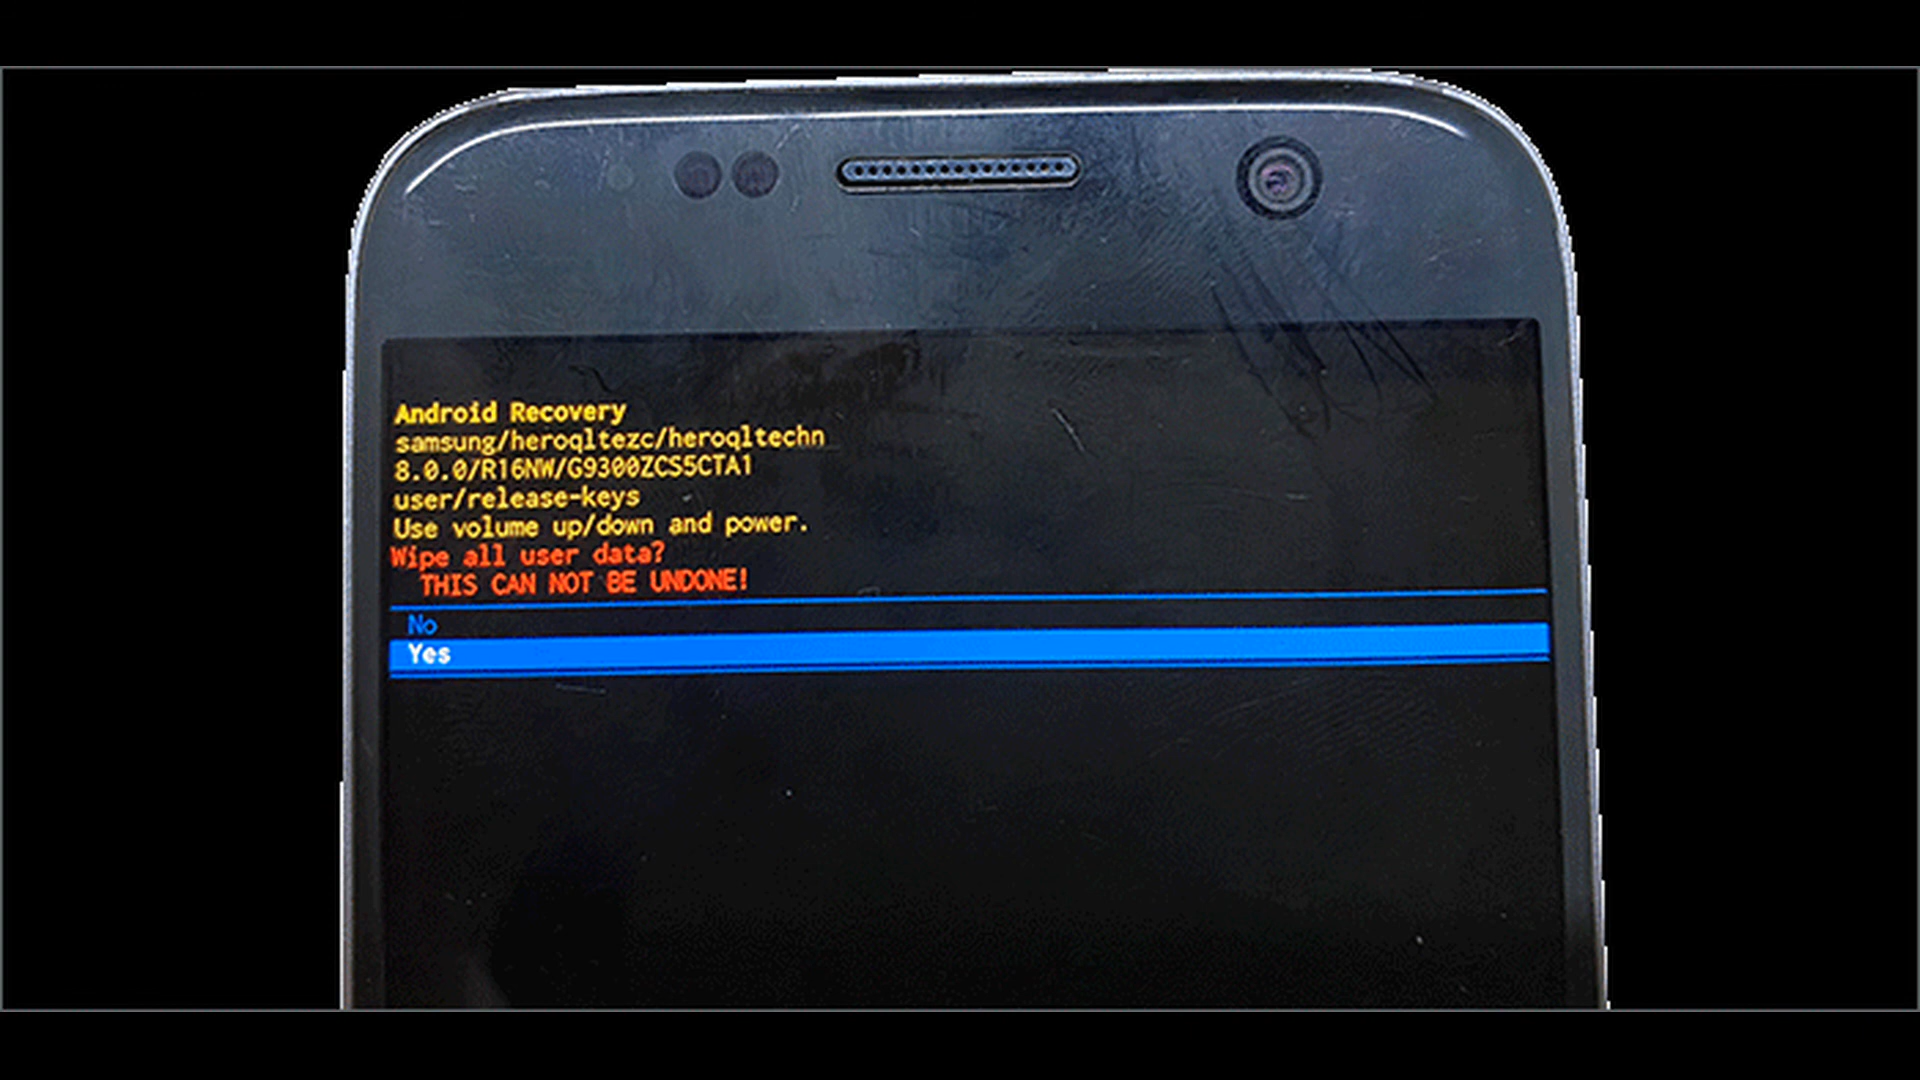 Android Recovery
samsung/heroqltezc/heroqltechn
8.0.0/R16NW/G9300ZCS5CTA1
user/release-keys
Use volume up/down and power.
Wipe all user data?
THIS CAN NOT BE UNDONE!
No
Yes